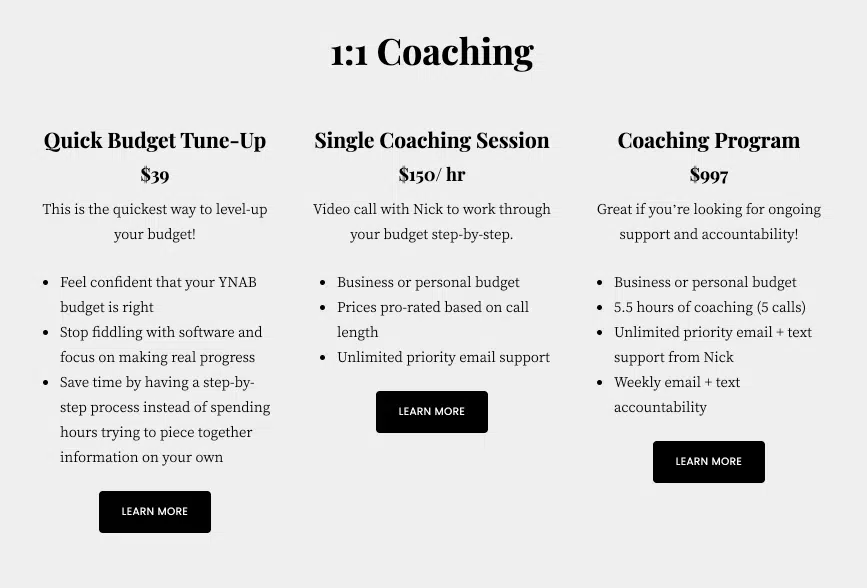 1:1 Coaching
Quick Budget Tune-Up
$39
This is the quickest way to level-up
your budget!
• Feel confident that your YNAB
budget is right
• Stop fiddling with software and
focus on making real progress
• Save time by having a step-by-
step process instead of spending
hours trying to piece together
information on your own
LEARN MORE
Single Coaching Session
$150/ hr
Video call with Nick to work through
your budget step-by-step.
• Business or personal budget
• Prices pro-rated based on call
length
• Unlimited priority email support
LEARN MORE
Coaching Program
$997
Great if you're looking for ongoing
support and accountability!
• Business or personal budget
• 5.5 hours of coaching (5 calls)
• Unlimited priority email + text
support from Nick
• Weekly email + text
accountability
LEARN MORE